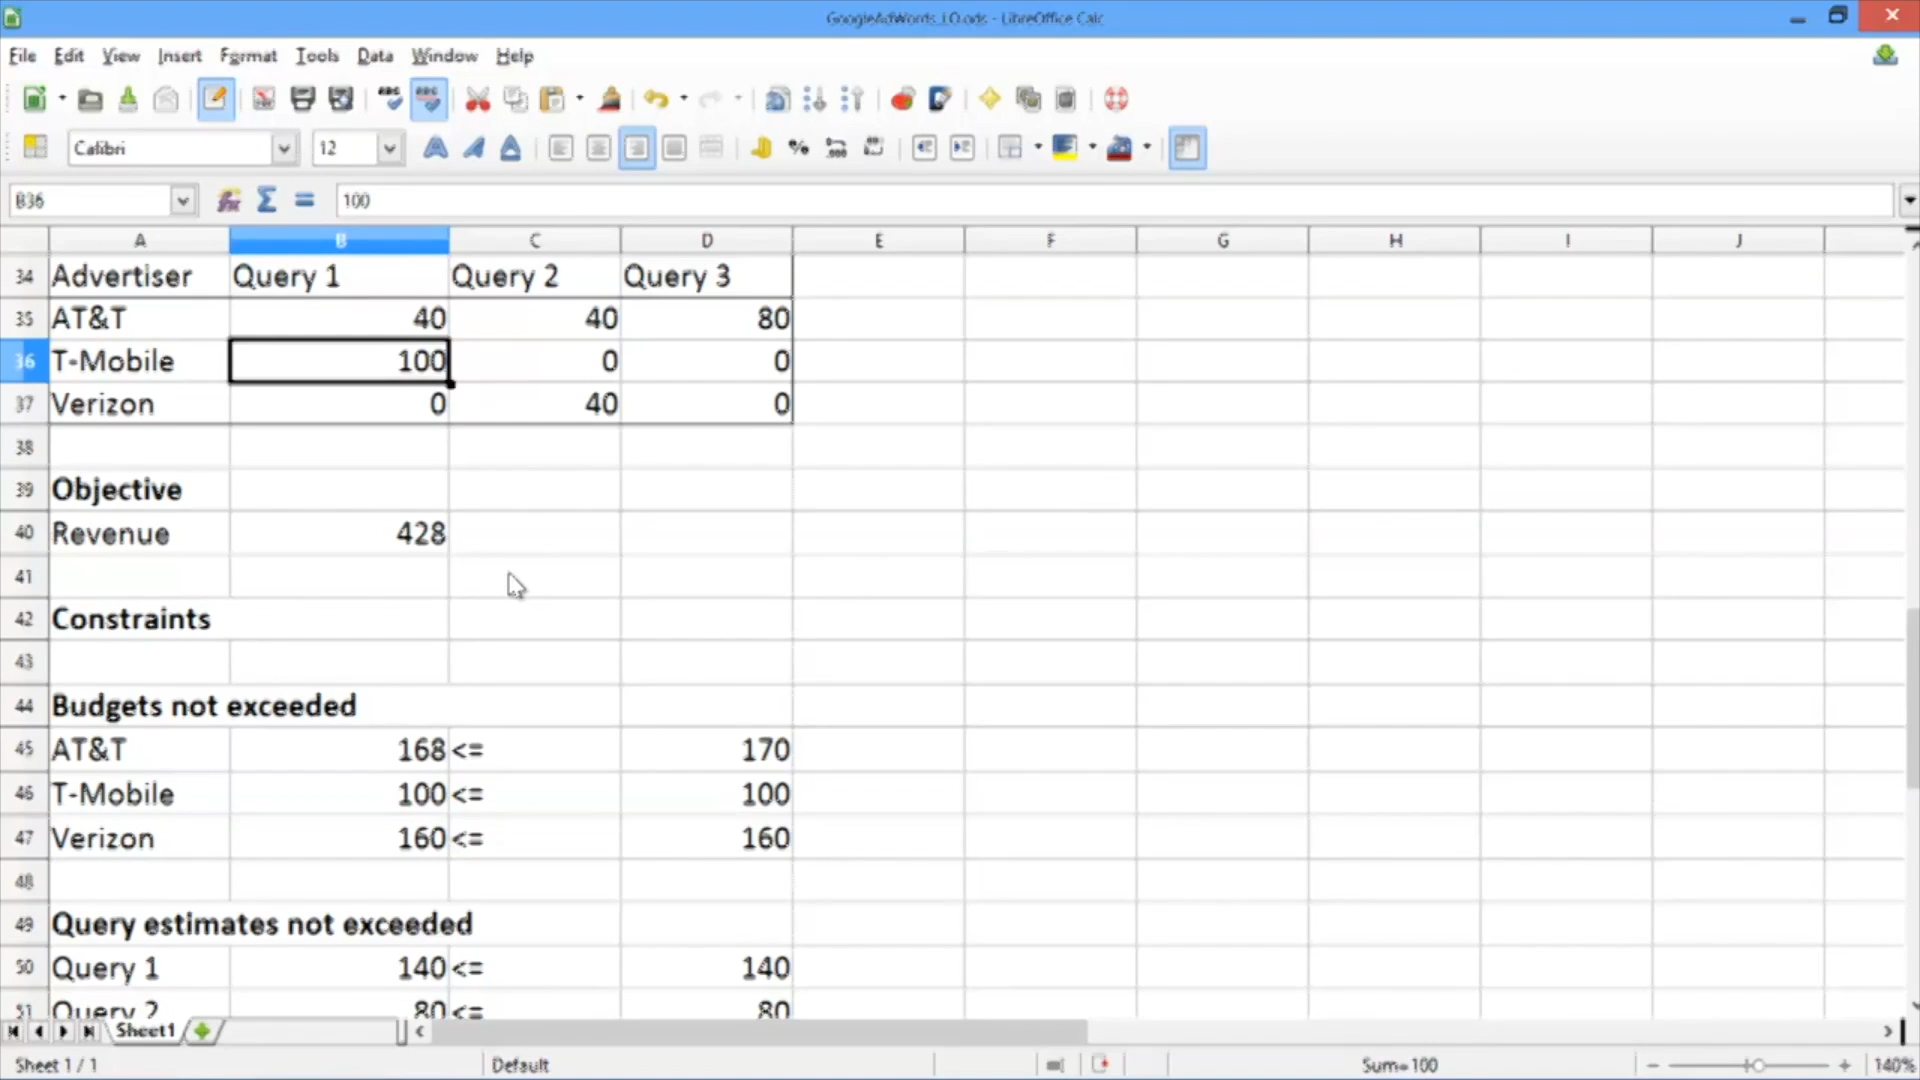 GoogleAdWords_LO.ods - LibreOffice Calc
File Edit View Insert Format Tools Data Window Help
Calibri 12
B36 100
A B C D E F G H I J
34 Advertiser Query 1 Query 2 Query 3
35 AT&T 40 40 80
36 T-Mobile 100 0 0
37 Verizon 0 40 0
38
39 Objective
40 Revenue 428
41
42 Constraints
43
44 Budgets not exceeded
45 AT&T 168 <= 170
46 T-Mobile 100 <= 100
47 Verizon 160 <= 160
48
49 Query estimates not exceeded
50 Query 1 140 <= 140
51 Query 2 80 <= 80
Sheet1
Sheet 1 / 1 Default Sum=100 140%